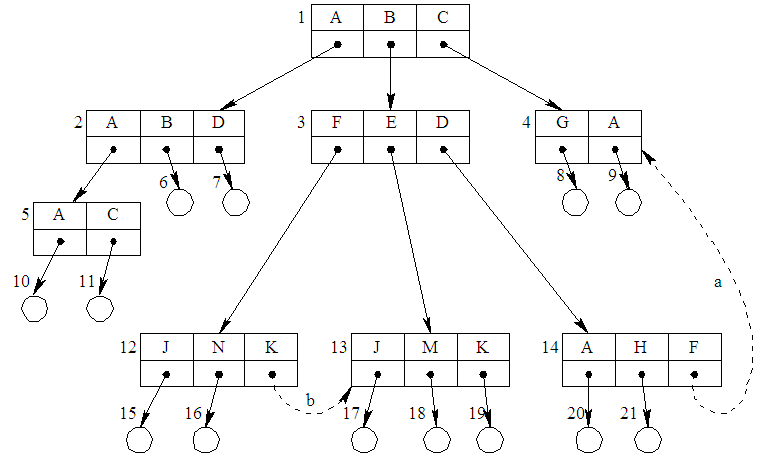 1 A B C
2 A B D
3 F E D
4 G A
6 7 8 9
5 A C
10 11
a
12 J N K
13 J M K
14 A H F
b
15 16 17 18 19 20 21